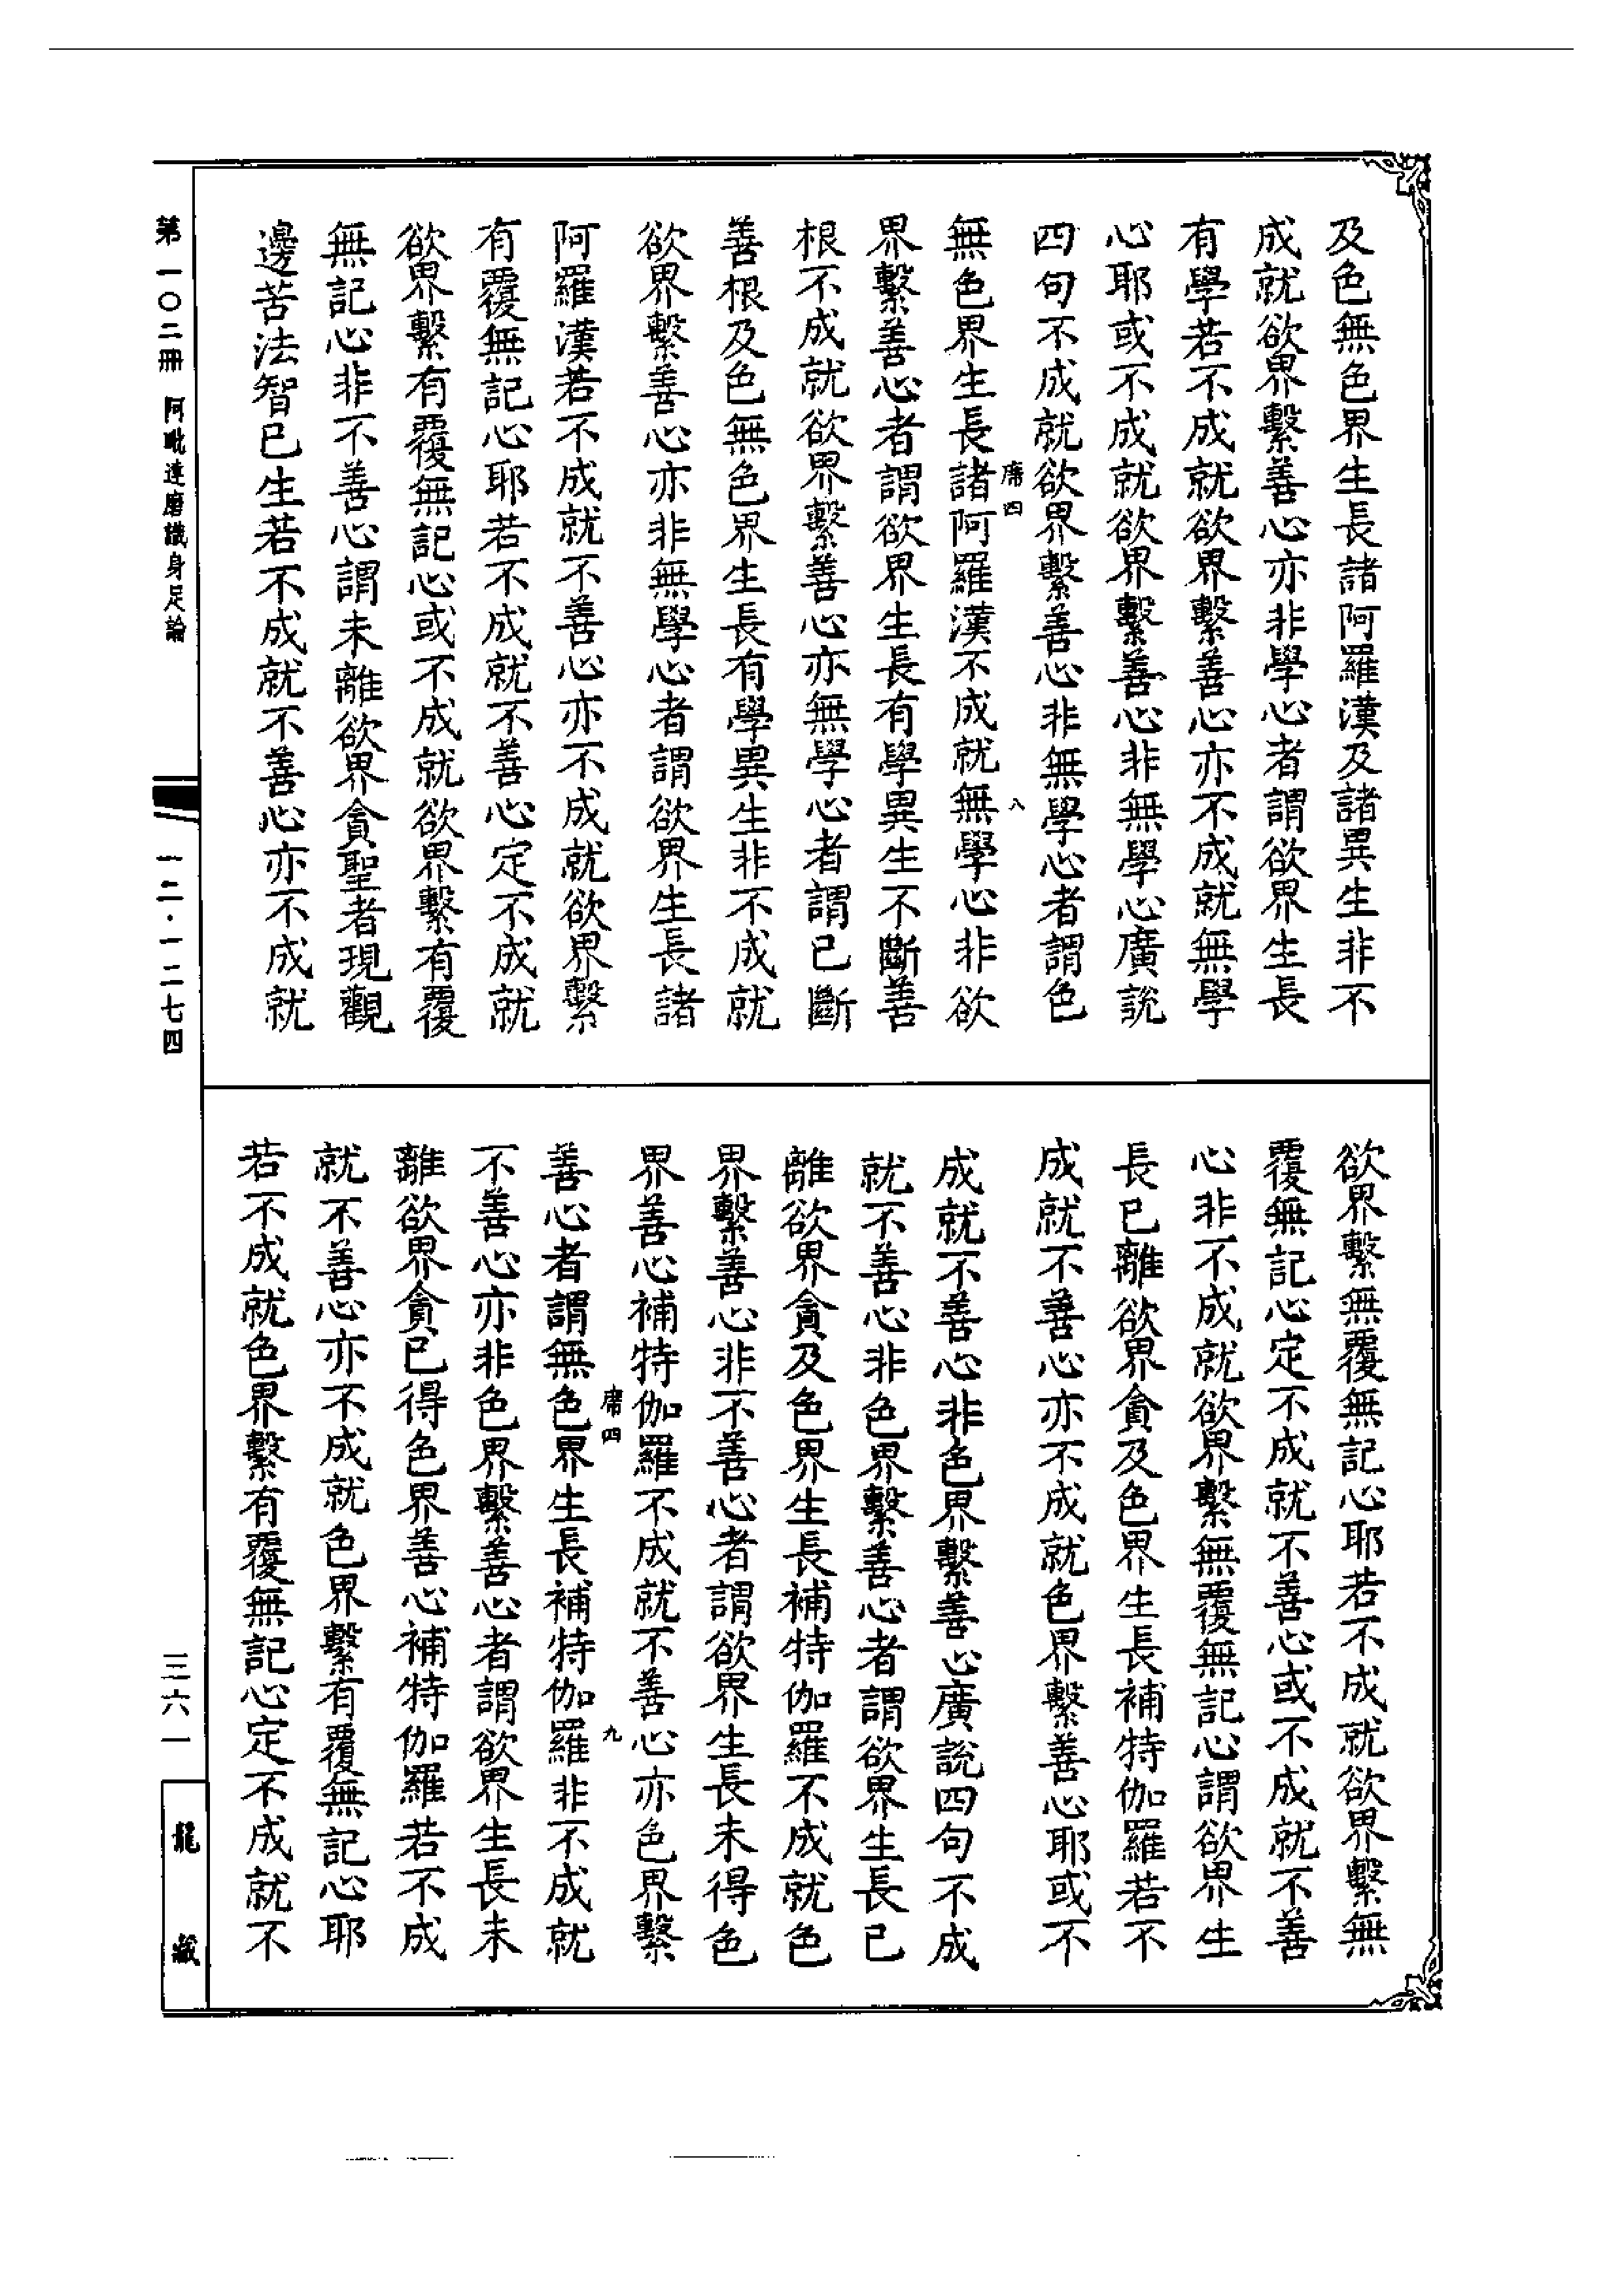 及色無色界生長諸阿羅漢及諸異生非不
成就欲界繫善心亦非學心者謂欲界生長
有學若不成就欲界繫善心亦不成就無學
心耶或不成就欲界繫善心非無學心廣說
四句不成就欲界繫善心非無學心者謂色
席四
八
無色界生長諸阿羅漢不成就無學心非欲
界繫善心者謂欲界生長有學異生不斷善
根不成就欲界繫善心亦無學心者謂已斷
善根及色無色界生長有學異生非不成就
欲界繫善心亦非無學心者謂欲界生長諸
阿羅漢若不成就不善心亦不成就欲界繫
有覆無記心耶若不成就不善心定不成就
欲界繫有覆無記心或不成就欲界繫有覆
無記心非不善心謂未離欲界貪聖者現觀
邊苦法智已生若不成就不善心亦不成就
欲界繫無覆無記心耶若不成就欲界繫無
覆無記心定不成就不善心或不成就不善
心非不成就欲界繫無覆無記心謂欲界生
長已離欲界貪及色界生長補特伽羅若不
成就不善心亦不成就色界繫善心耶或不
成就不善心非色界繫善心廣說四句不成
就不善心非色界繫善心者謂欲界生長已
離欲界貪及色界生長補特伽羅不成就色
界繫善心非不善心者謂欲界生長未得色
界善心補特伽羅不成就不善心亦色界繫
席四
九
善心者謂無色界生長補特伽羅非不成就
不善心亦非色界繫善心者謂欲界生長未
離欲界貪已得色界善心補特伽羅若不成
就不善心亦不成就色界繫有覆無記心耶
若不成就色界繫有覆無記心定不成就不
第一〇二冊 阿毗達磨識身足論
一二·一二七四
三六一
龍藏